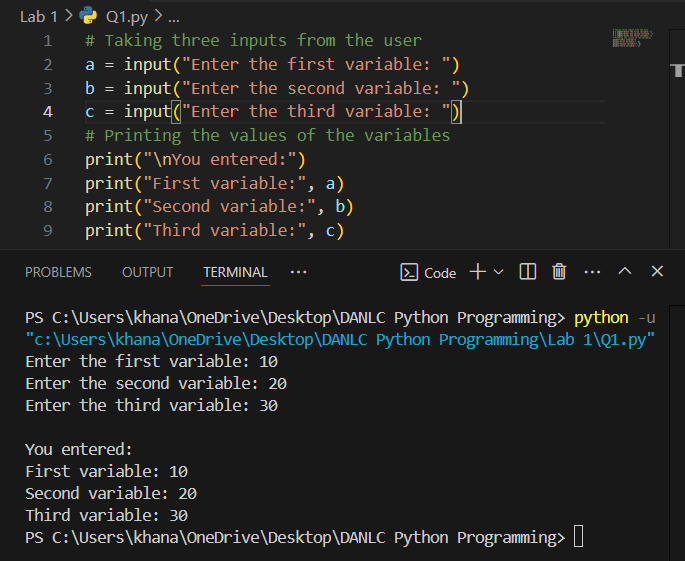 Lab 1 > Q1.py > ...
1 # Taking three inputs from the user
2 a = input("Enter the first variable: ")
3 b = input("Enter the second variable: ")
4 c = input("Enter the third variable: ")
5 # Printing the values of the variables
6 print("\nYou entered:")
7 print("First variable:", a)
8 print("Second variable:", b)
9 print("Third variable:", c)
PROBLEMS OUTPUT TERMINAL ... Code
PS C:\Users\khana\OneDrive\Desktop\DANLC Python Programming> python -u
"c:\Users\khana\OneDrive\Desktop\DANLC Python Programming\Lab 1\Q1.py"
Enter the first variable: 10
Enter the second variable: 20
Enter the third variable: 30
You entered:
First variable: 10
Second variable: 20
Third variable: 30
PS C:\Users\khana\OneDrive\Desktop\DANLC Python Programming>